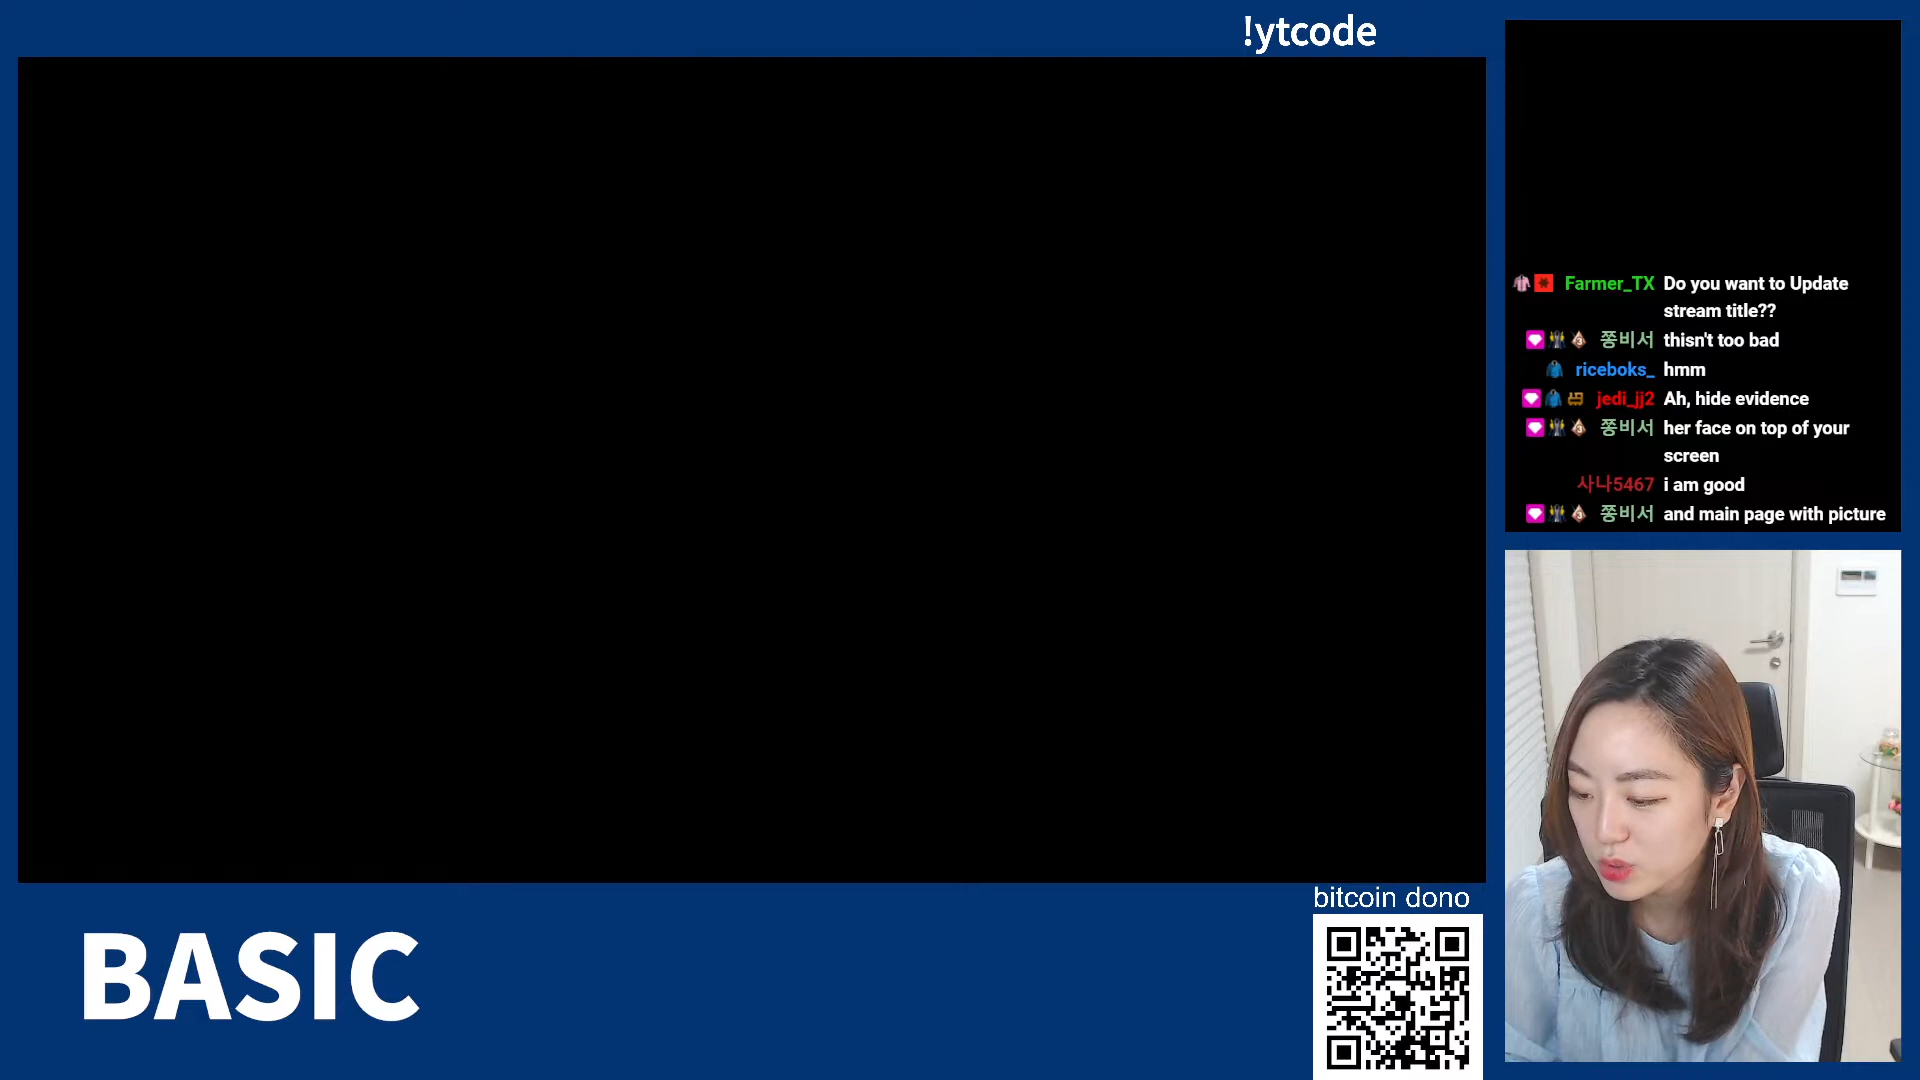 !ytcode
Farmer_TX Do you want to Update
stream title??
쫑비서 thisn't too bad
riceboks_ hmm
jedi_jj2 Ah, hide evidence
쫑비서 her face on top of your
screen
사나5467 i am good
쫑비서 and main page with picture
bitcoin dono
BASIC